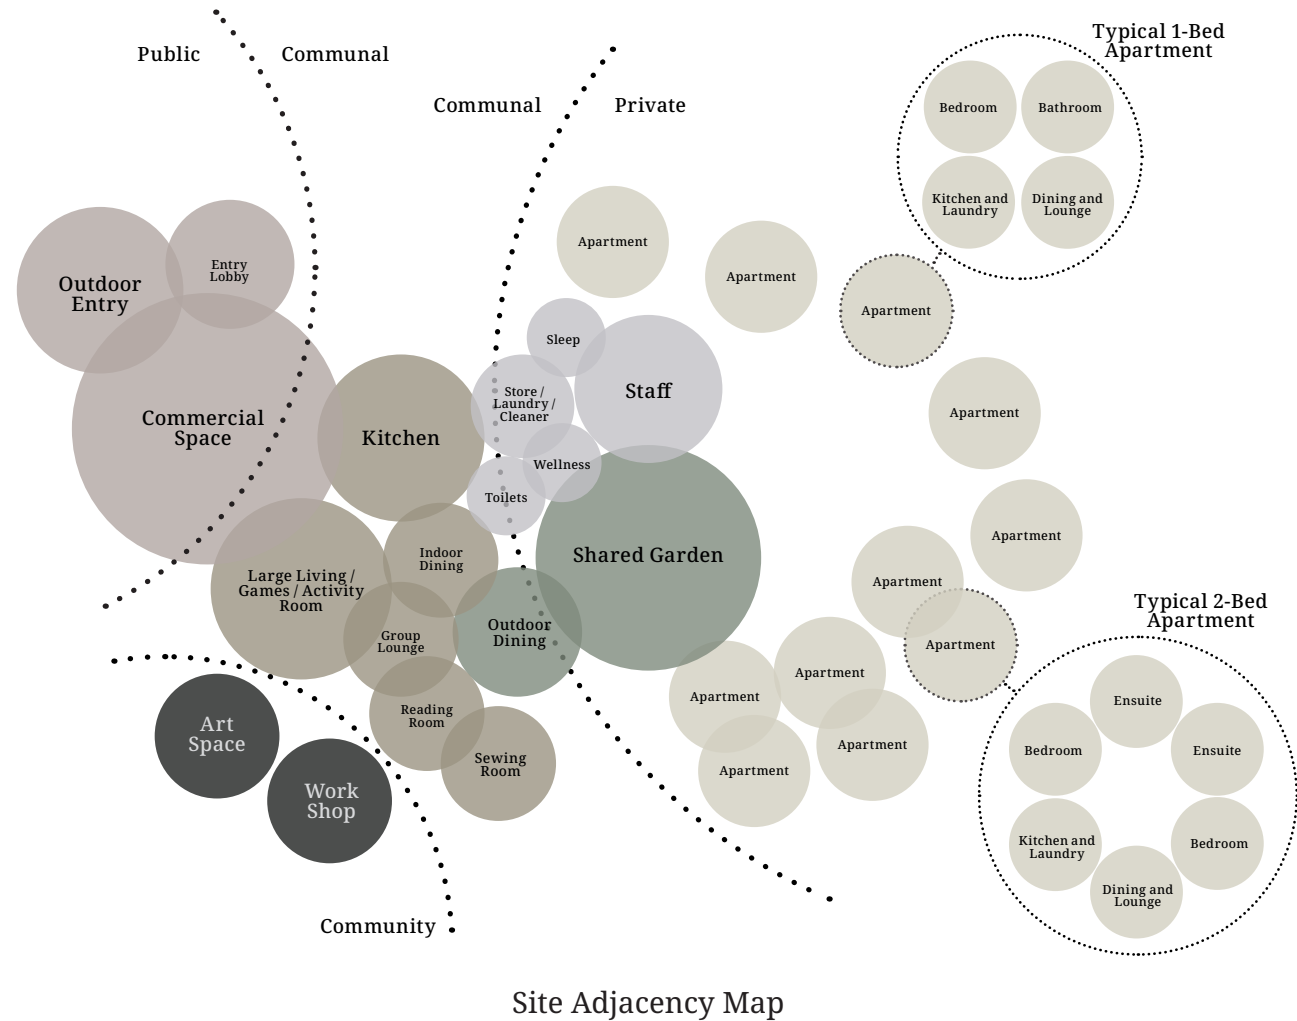 Typical 1-Bed
Apartment
Public
Communal
Communal
Private
Bedroom
Bathroom
Kitchen and
Laundry
Dining and
Lounge
Apartment
Apartment
Apartment
Outdoor
Entry
Entry
Lobby
Sleep
Staff
Store /
Laundry /
Cleaner
Commercial
Space
Kitchen
Apartment
Wellness
Toilets
Apartment
Shared Garden
Indoor
Dining
Large Living /
Games / Activity
Room
Apartment
Apartment
Typical 2-Bed
Apartment
Group
Lounge
Outdoor
Dining
Apartment
Apartment
Apartment
Apartment
Art
Space
Reading
Room
Sewing
Room
Work
Shop
Ensuite
Bedroom
Ensuite
Kitchen and
Laundry
Bedroom
Dining and
Lounge
Community
Site Adjacency Map